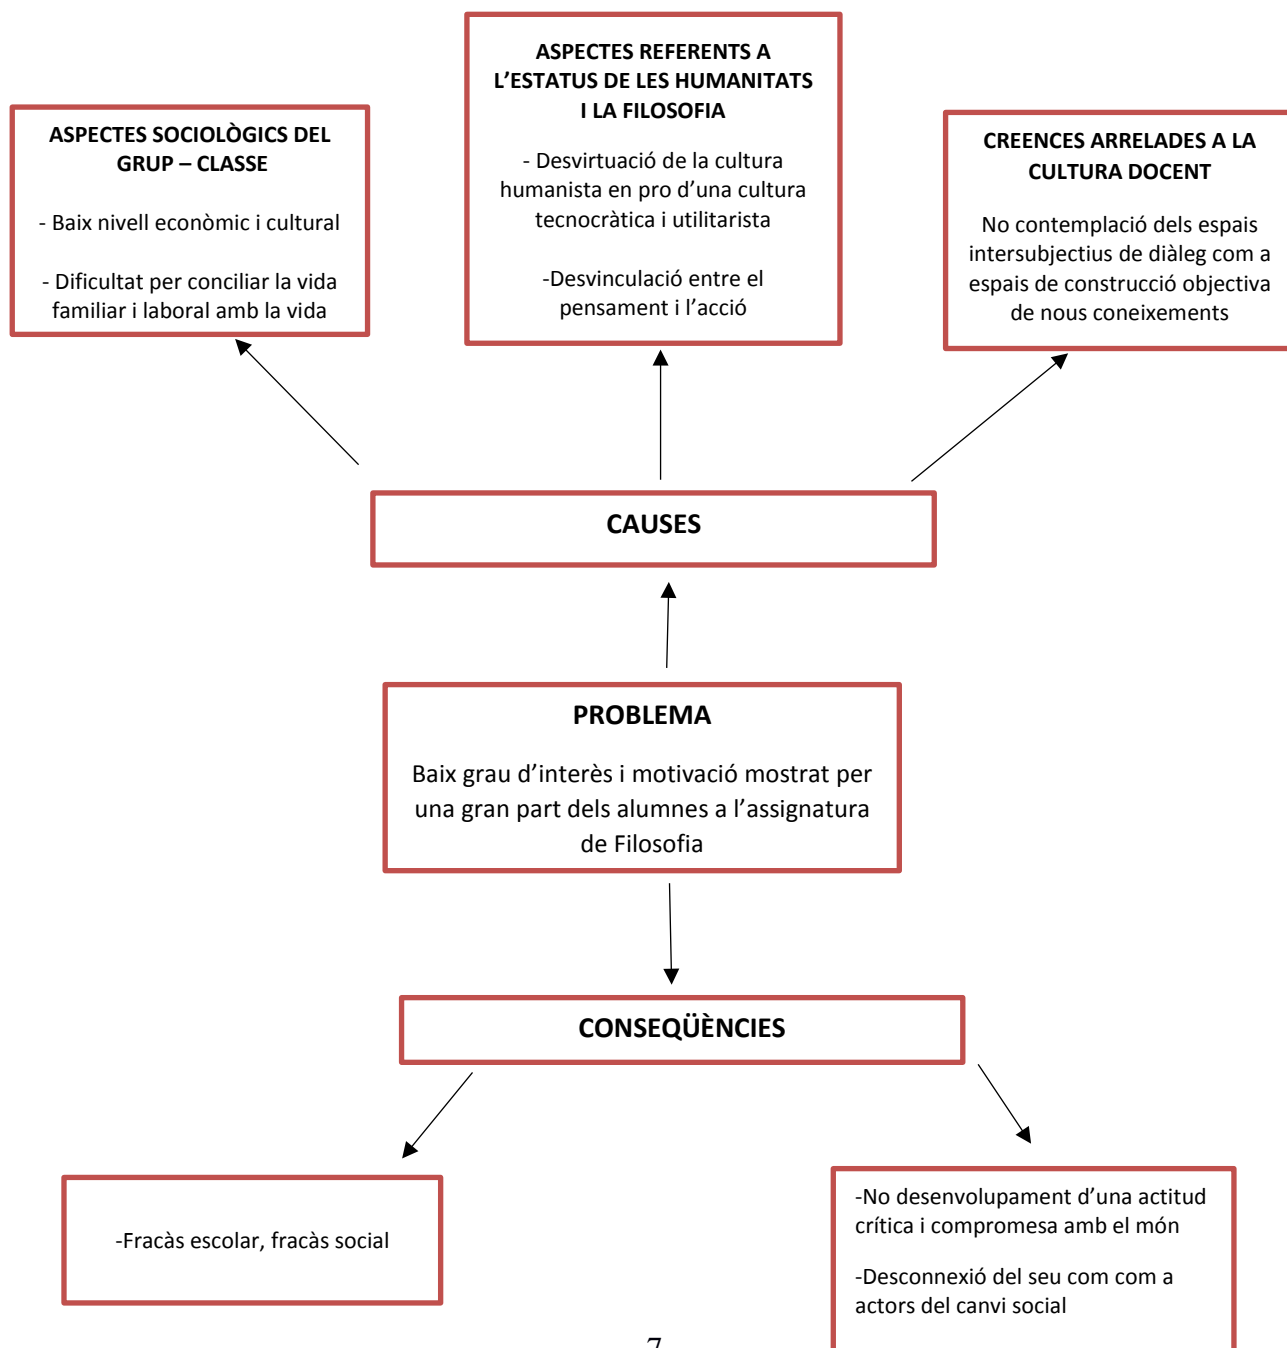 ASPECTES REFERENTS A
L’ESTATUS DE LES HUMANITATS
I LA FILOSOFIA
- Desvirtuació de la cultura
humanista en pro d’una cultura
tecnocràtica i utilitarista
-Desvinculació entre el
pensament i l’acció
ASPECTES SOCIOLÒGICS DEL
GRUP – CLASSE
- Baix nivell econòmic i cultural
- Dificultat per conciliar la vida
familiar i laboral amb la vida
CREENCES ARRELADES A LA
CULTURA DOCENT
No contemplació dels espais
intersubjectius de diàleg com a
espais de construcció objectiva
de nous coneixements
CAUSES
PROBLEMA
Baix grau d’interès i motivació mostrat per
una gran part dels alumnes a l’assignatura
de Filosofia
CONSEQÜÈNCIES
-Fracàs escolar, fracàs social
-No desenvolupament d’una actitud
crítica i compromesa amb el món
-Desconnexió del seu com com a
actors del canvi social
7